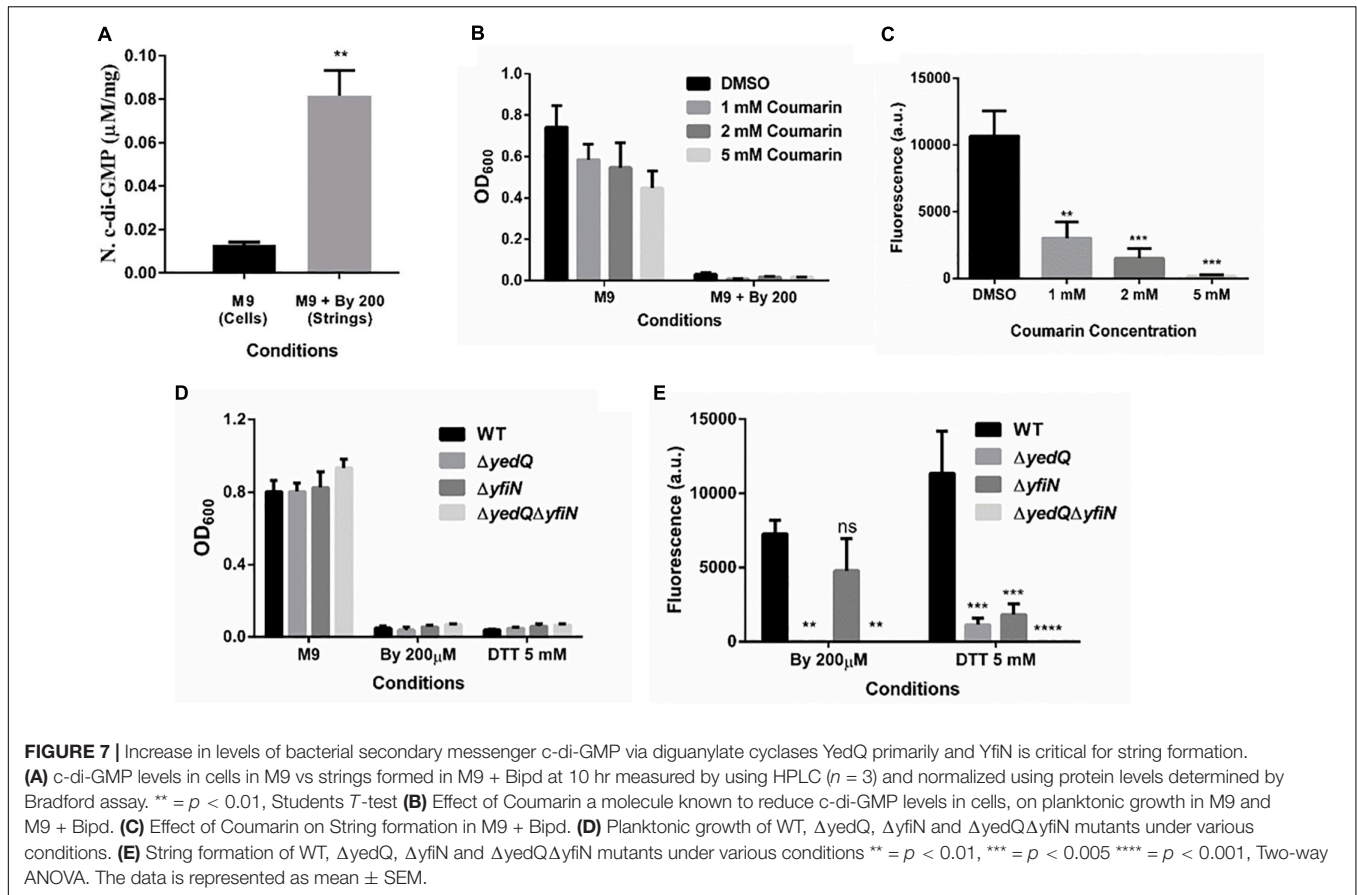 A
**
0.10
0.08
0.06
0.04
0.02
0.00
N. c-di-GMP (μM/mg)
M9 (Cells)
M9 + By 200 (Strings)
Conditions
B
1.0
0.8
0.6
0.4
0.2
0.0
OD600
DMSO
1 mM Coumarin
2 mM Coumarin
5 mM Coumarin
M9
M9 + By 200
Conditions
C
15000
10000
5000
0
Fluorescence (a.u.)
**
***
***
DMSO
1 mM
2 mM
5 mM
Coumarin Concentration
D
1.2
0.8
0.4
0.0
OD600
WT
ΔyedQ
ΔyfiN
ΔyedQΔyfiN
M9
By 200μM
DTT 5 mM
Conditions
E
15000
10000
5000
0
Fluorescence (a.u.)
WT
ΔyedQ
ΔyfiN
ΔyedQΔyfiN
**
ns
**
***
***
****
By 200μM
DTT 5 mM
Conditions
FIGURE 7 | Increase in levels of bacterial secondary messenger c-di-GMP via diguanylate cyclases YedQ primarily and YfiN is critical for string formation.
(A) c-di-GMP levels in cells in M9 vs strings formed in M9 + Bipd at 10 hr measured by using HPLC (n = 3) and normalized using protein levels determined by
Bradford assay. ** = p < 0.01, Students T-test (B) Effect of Coumarin a molecule known to reduce c-di-GMP levels in cells, on planktonic growth in M9 and
M9 + Bipd. (C) Effect of Coumarin on String formation in M9 + Bipd. (D) Planktonic growth of WT, ΔyedQ, ΔyfiN and ΔyedQΔyfiN mutants under various
conditions. (E) String formation of WT, ΔyedQ, ΔyfiN and ΔyedQΔyfiN mutants under various conditions ** = p < 0.01, *** = p < 0.005 **** = p < 0.001, Two-way
ANOVA. The data is represented as mean ± SEM.